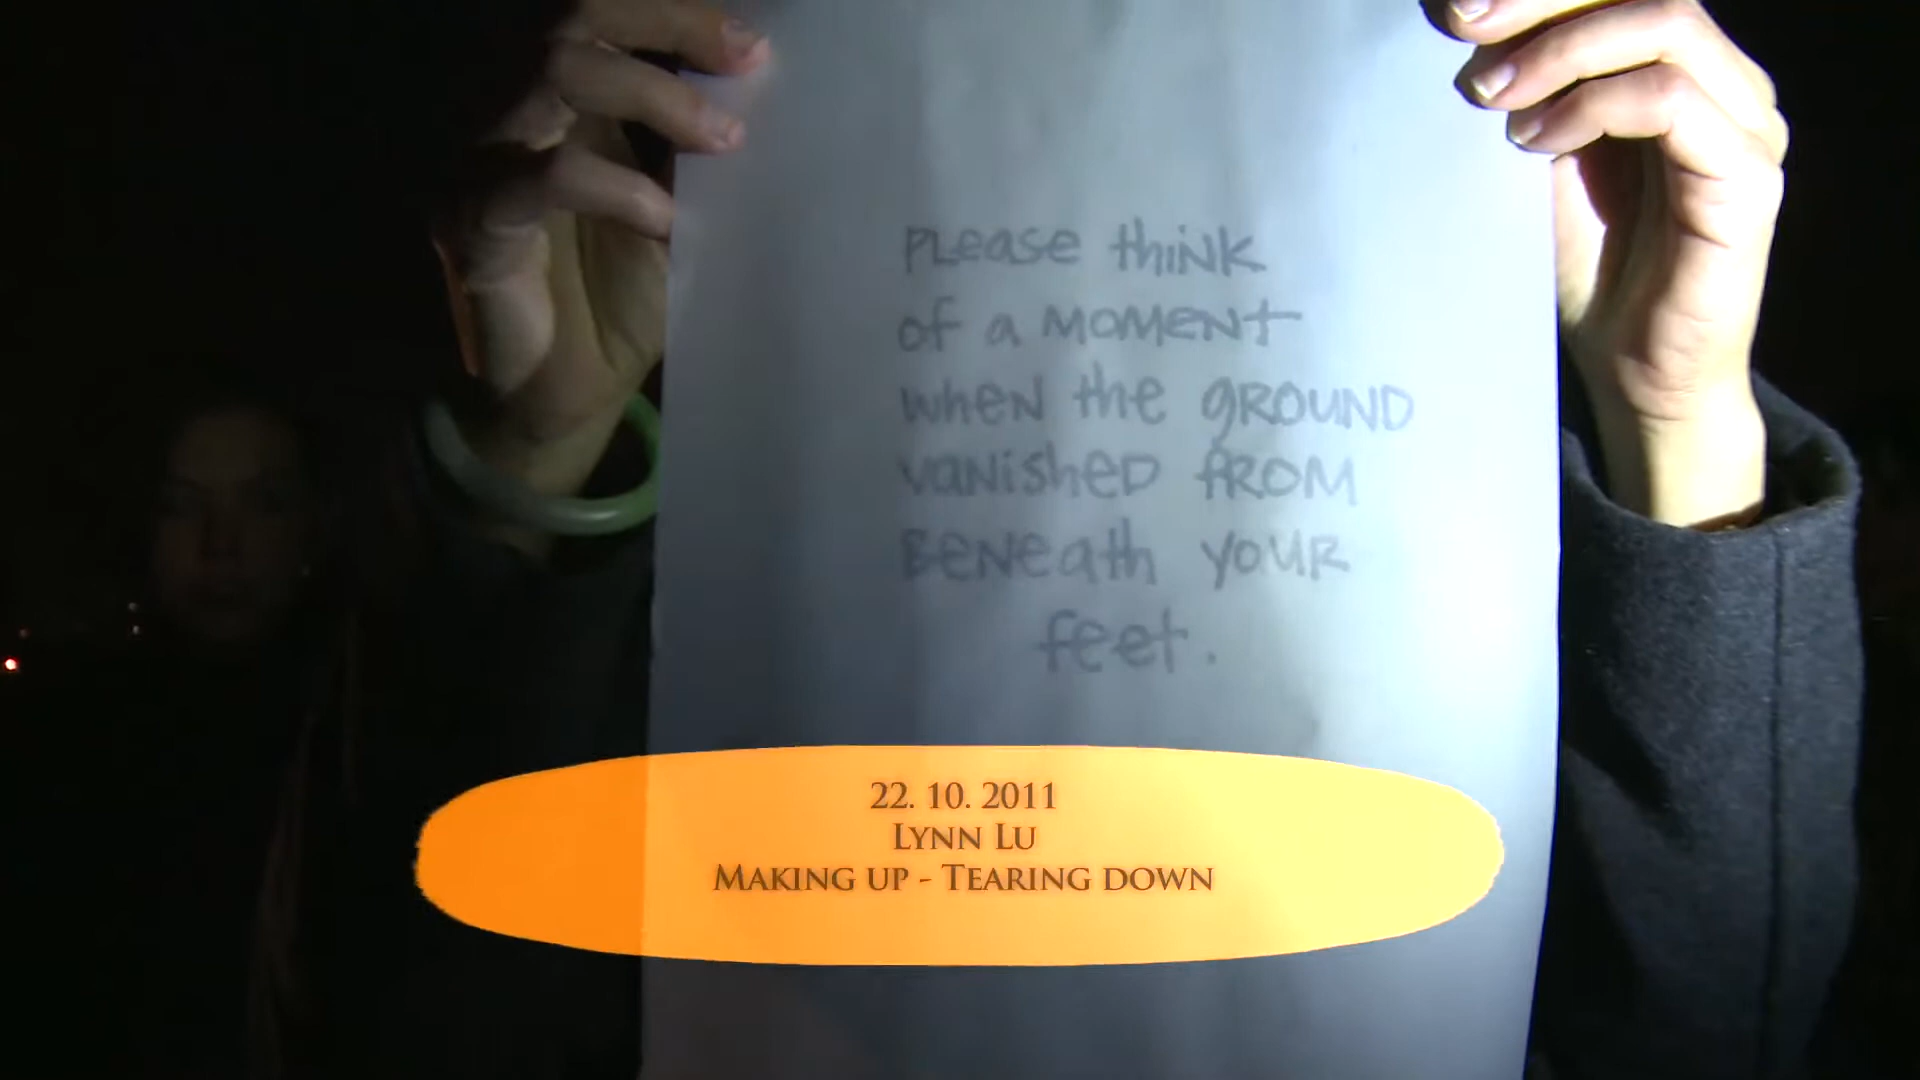 Please think
of a moment
when the ground
vanished from
beneath your
feet.
22. 10. 2011
Lynn Lu
Making up - Tearing down